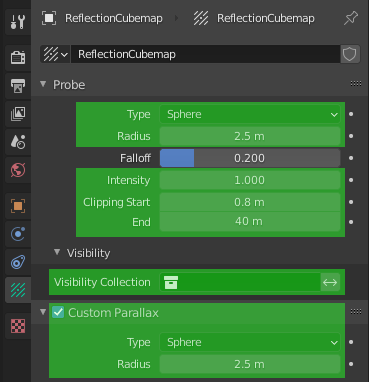 ReflectionCubemap ReflectionCubemap
ReflectionCubemap
Probe
Type Sphere
Radius 2.5 m
Falloff 0.200
Intensity 1.000
Clipping Start 0.8 m
End 40 m
Visibility
Visibility Collection
Custom Parallax
Type Sphere
Radius 2.5 m